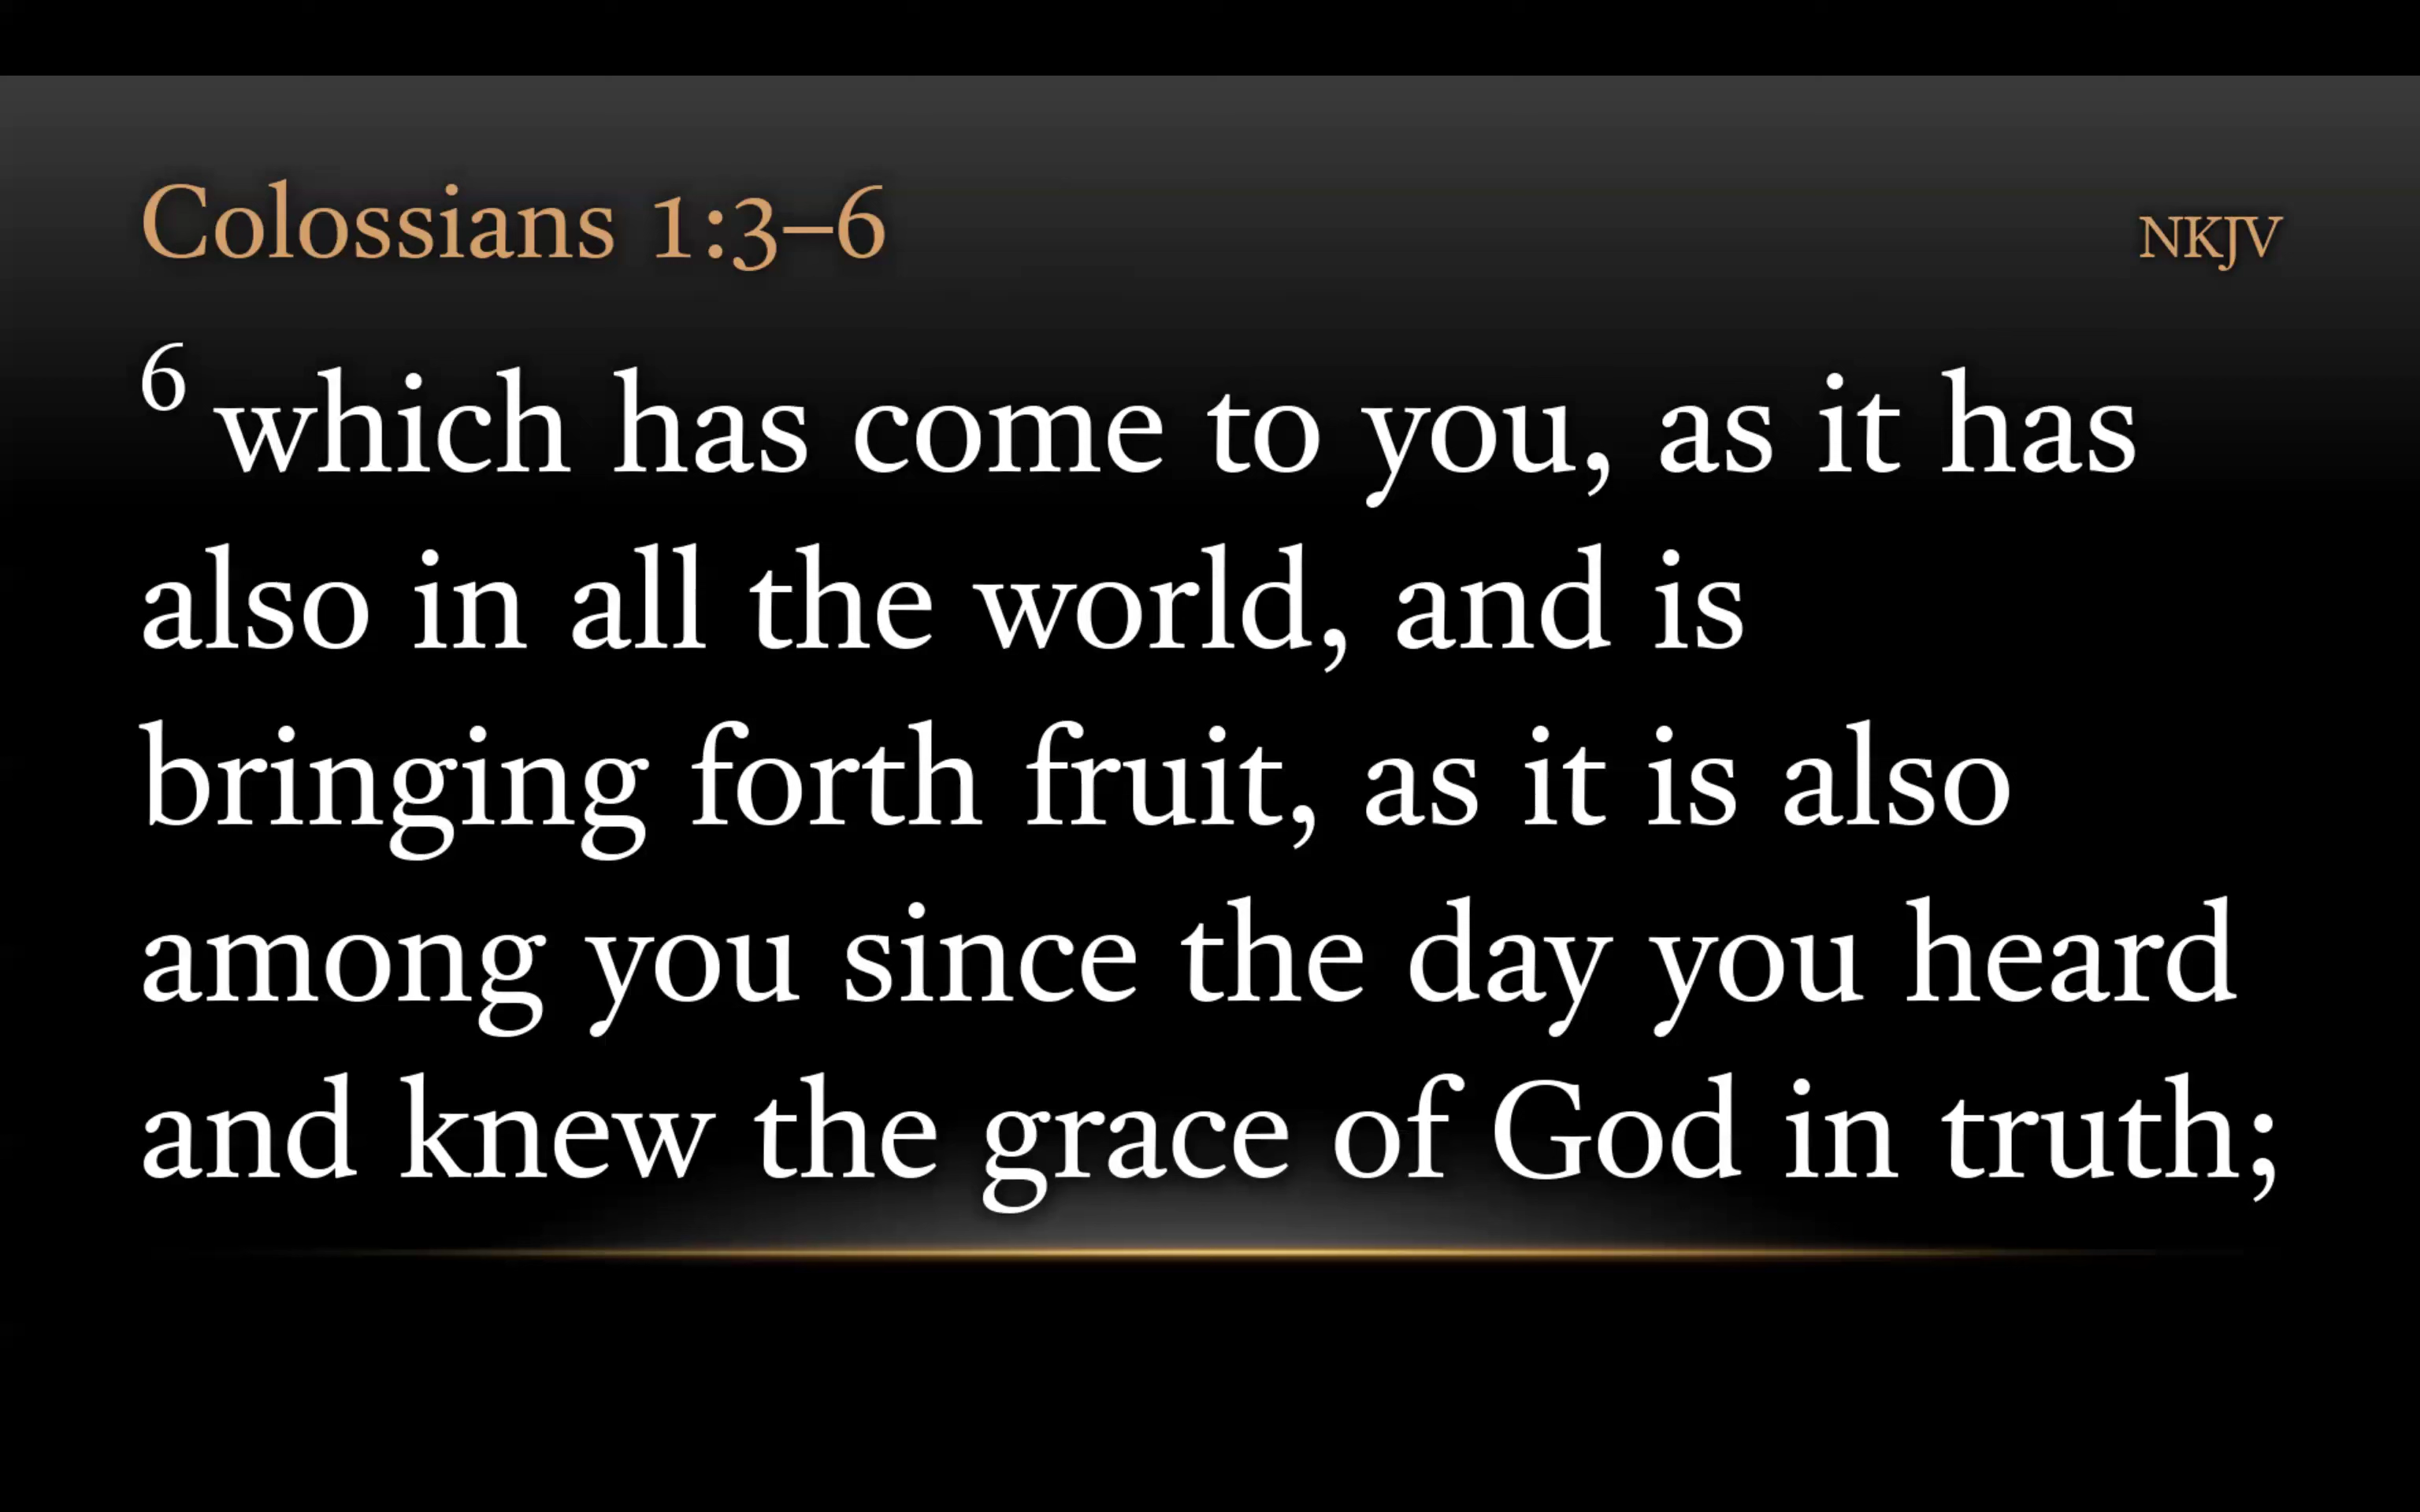 Colossians 1:3–6 NKJV
6 which has come to you, as it has
also in all the world, and is
bringing forth fruit, as it is also
among you since the day you heard
and knew the grace of God in truth;